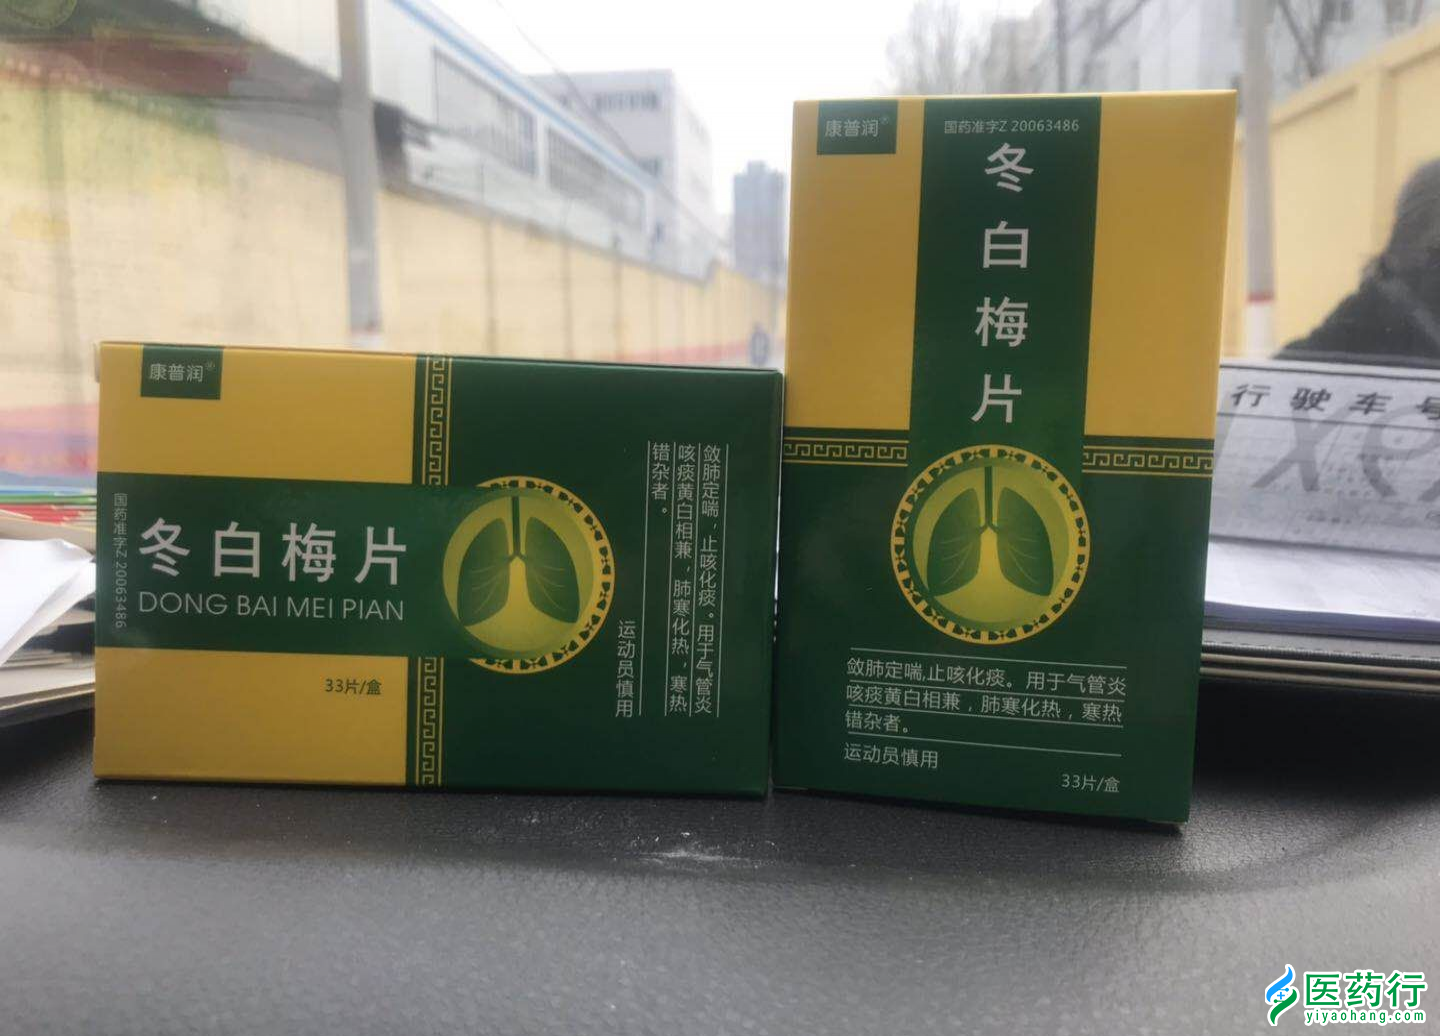 康普润®
国药准字Z 20063486
冬白梅片
DONG BAI MEI PIAN
33片/盒
敛肺定喘，止咳化痰。用于气管炎
咳痰黄白相兼，肺寒化热，寒热
错杂者。
运动员慎用
康普润®
国药准字Z 20063486
冬白梅片
敛肺定喘,止咳化痰。用于气管炎
咳痰黄白相兼，肺寒化热，寒热
错杂者。
运动员慎用
33片/盒
行驶车号
医药行
yiyaohang.com